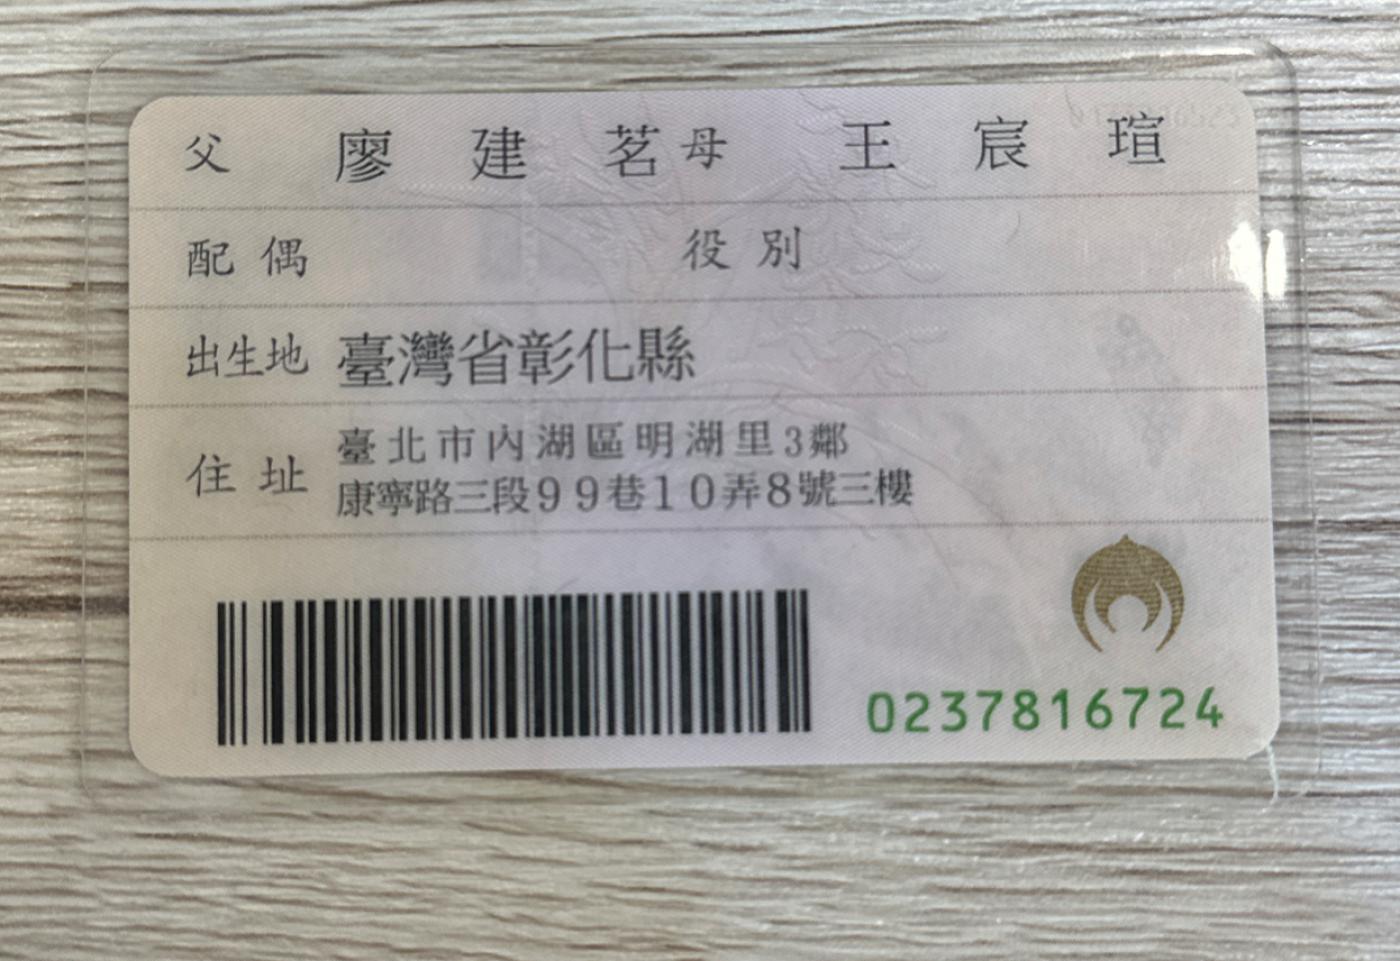 父 廖建茗 母 王宸瑄
配偶 役別
出生地 臺灣省彰化縣
住址 臺北市內湖區明湖里3鄰
康寧路三段99巷10弄8號三樓
0237816724